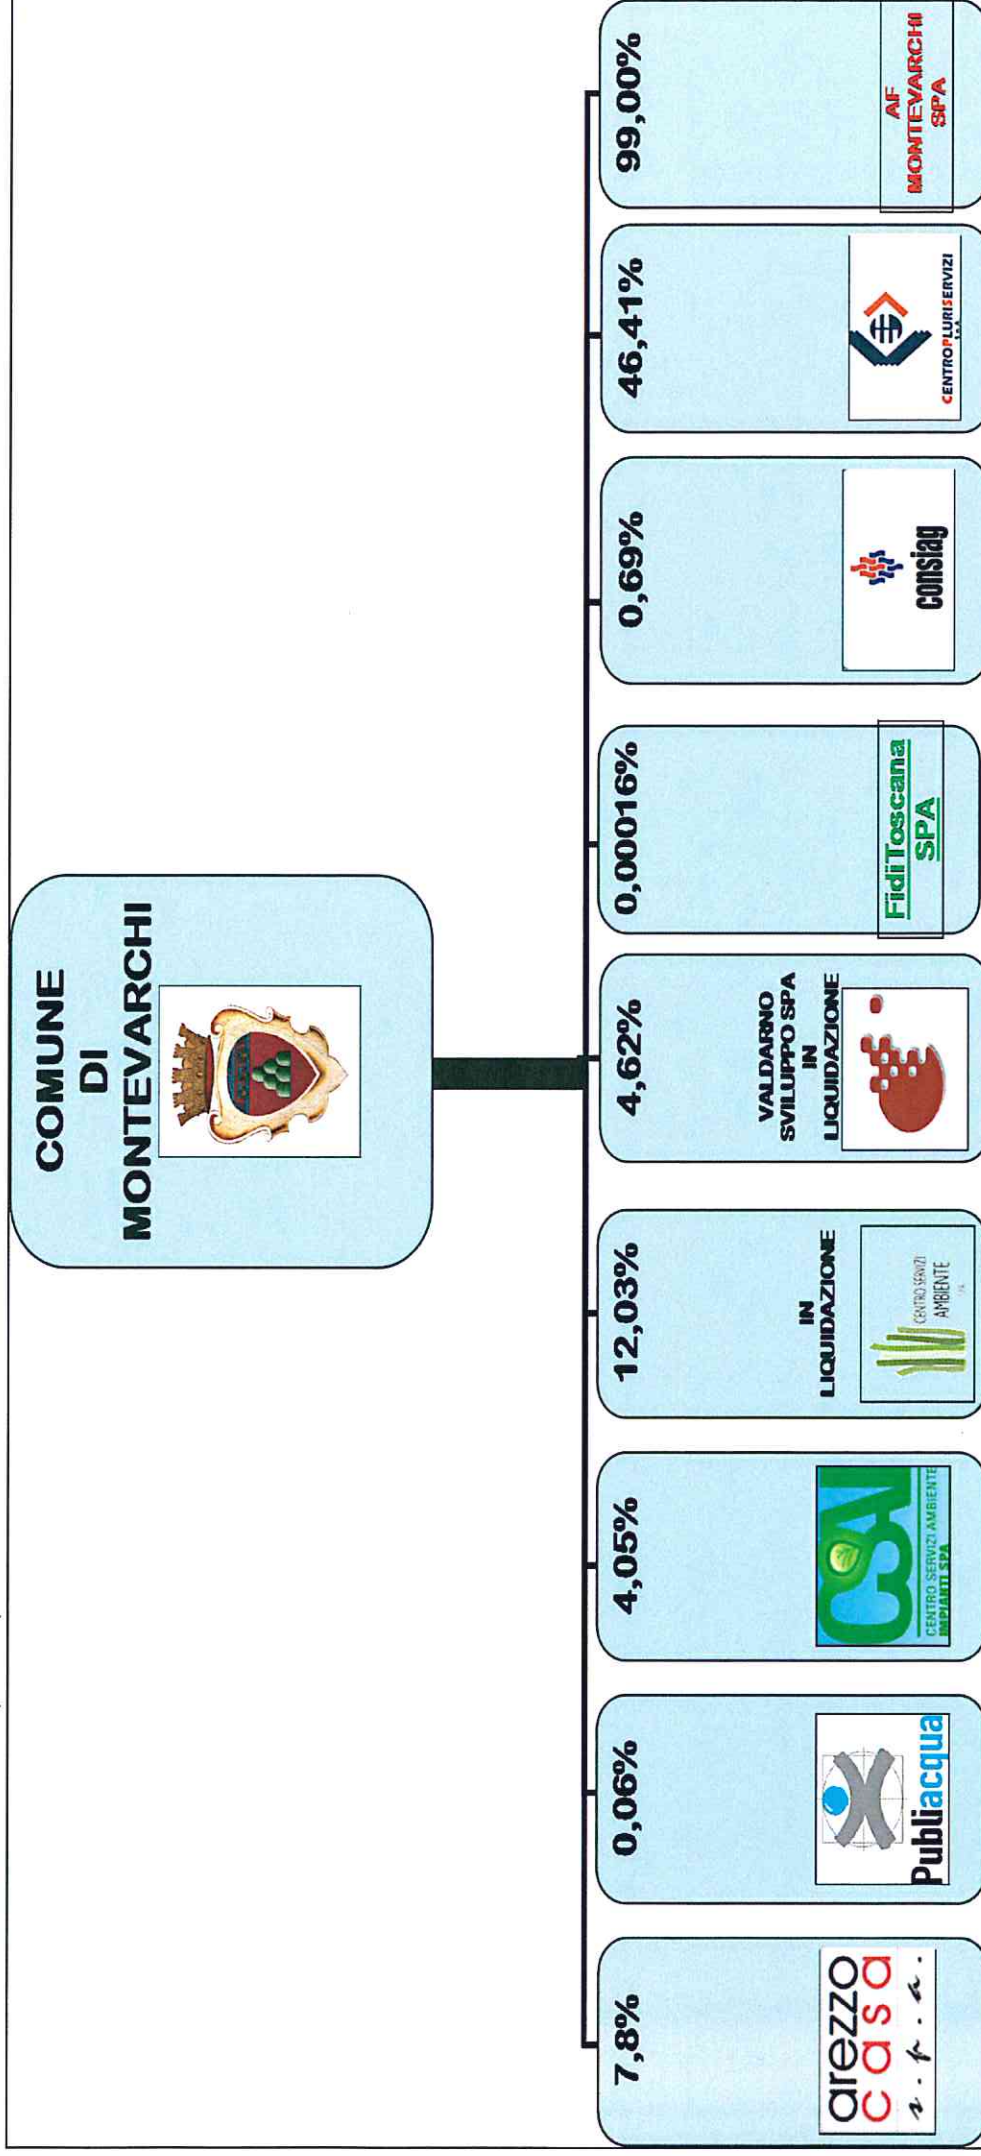 COMUNE
DI
MONTEVARCHI
7,8%
arezzo
casa
s.p.a.
0,06%
Publiacqua
4,05%
CSAI
CENTRO SERVIZI AMBIENTE
IMPIANTI SPA
12,03%
IN
LIQUIDAZIONE
CENTRO SERVIZI
AMBIENTE
4,62%
VALDARNO
SVILUPPO SPA
IN
LIQUIDAZIONE
0,00016%
FidiToscana
SPA
0,69%
consiag
46,41%
CENTROPLURISERVIZI
99,00%
AF
MONTEVARCHI
SPA